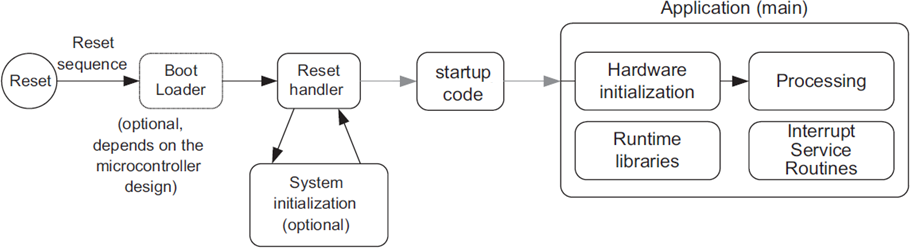 Application (main)
Reset
sequence
Reset
Boot
Loader
(optional,
depends on the
microcontroller
design)
Reset
handler
System
initialization
(optional)
startup
code
Hardware
initialization
Processing
Runtime
libraries
Interrupt
Service
Routines